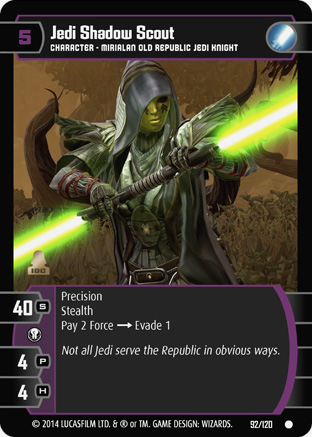 5 Jedi Shadow Scout
CHARACTER - MIRIALAN OLD REPUBLIC JEDI KNIGHT
IDC
40 S
Precision
Stealth
Pay 2 Force → Evade 1
4 P
Not all Jedi serve the Republic in obvious ways.
4 H
© 2014 LUCASFILM LTD. & ® or TM. GAME DESIGN: WIZARDS. 92/120